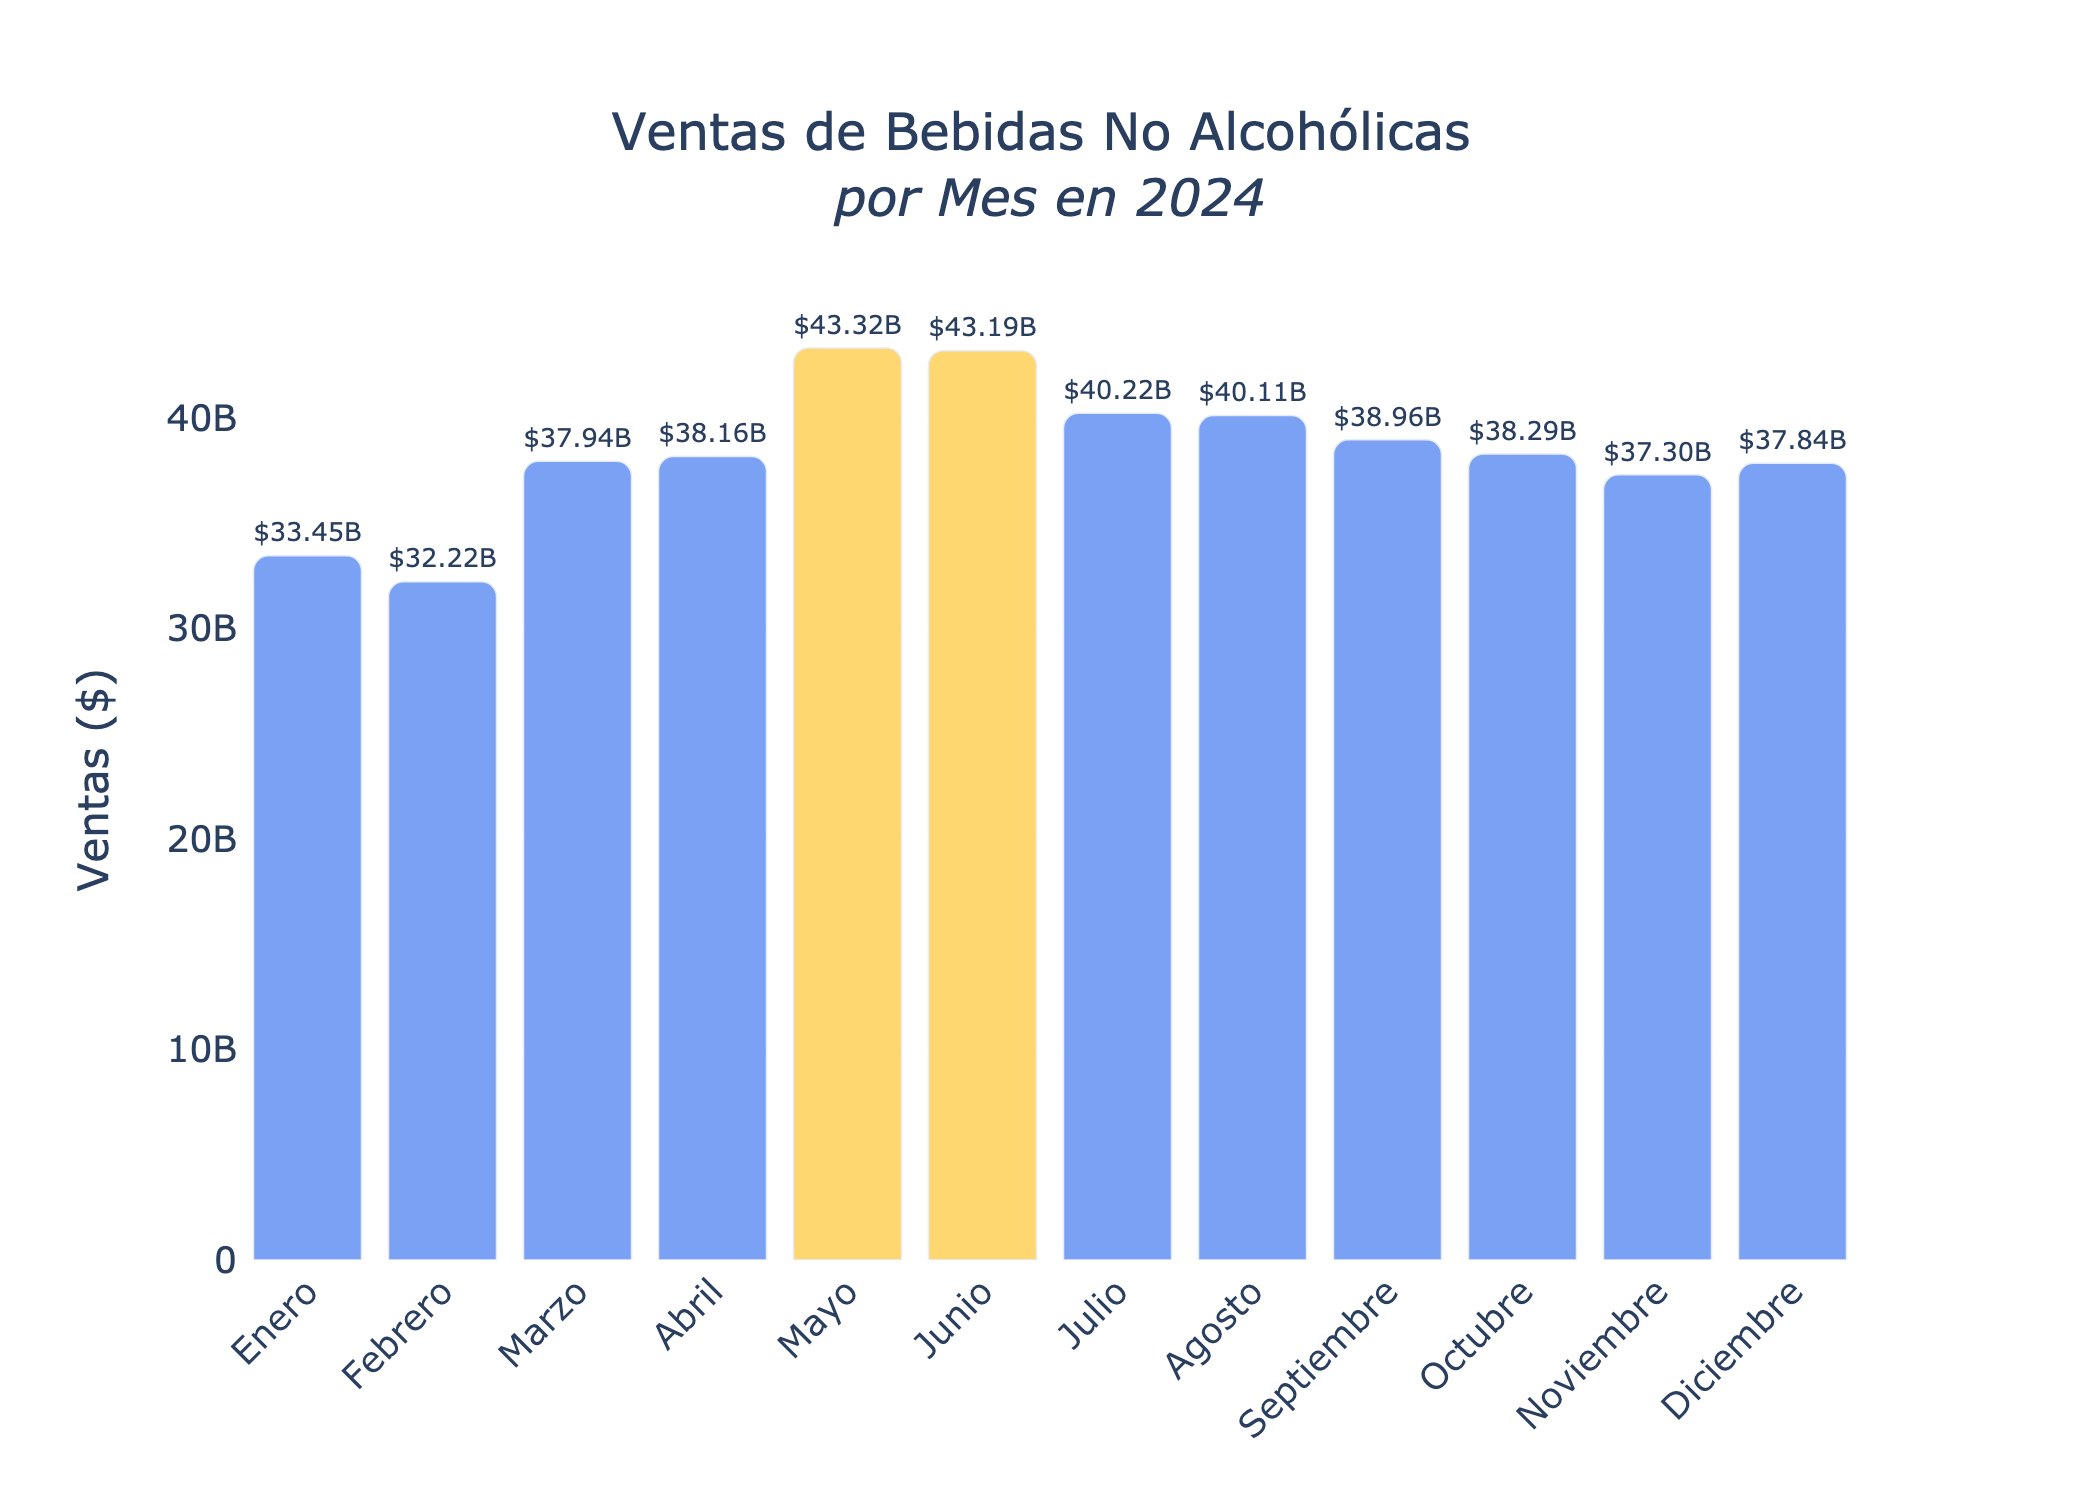 Ventas de Bebidas No Alcohólicas
por Mes en 2024
Ventas ($)
40B
30B
20B
10B
0
$33.45B
$32.22B
$37.94B
$38.16B
$43.32B
$43.19B
$40.22B
$40.11B
$38.96B
$38.29B
$37.30B
$37.84B
Enero
Febrero
Marzo
Abril
Mayo
Junio
Julio
Agosto
Septiembre
Octubre
Noviembre
Diciembre